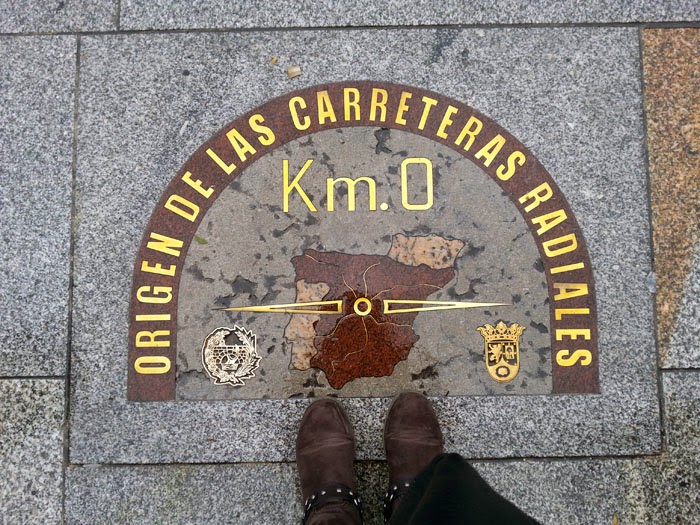 ORIGEN DE LAS CARRETERAS RADIALES
Km. 0